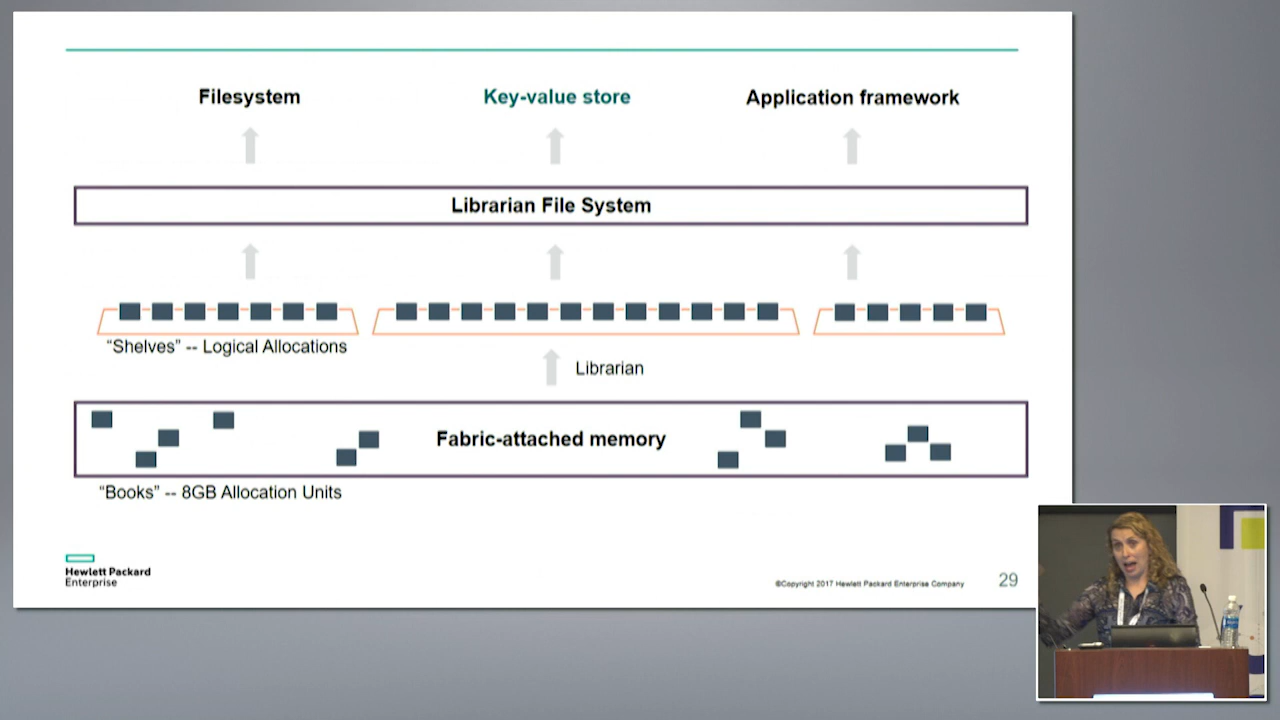 Filesystem
Key-value store
Application framework
Librarian File System
“Shelves” -- Logical Allocations
Librarian
Fabric-attached memory
“Books” -- 8GB Allocation Units
Hewlett Packard
Enterprise
©Copyright 2017 Hewlett Packard Enterprise Company
29